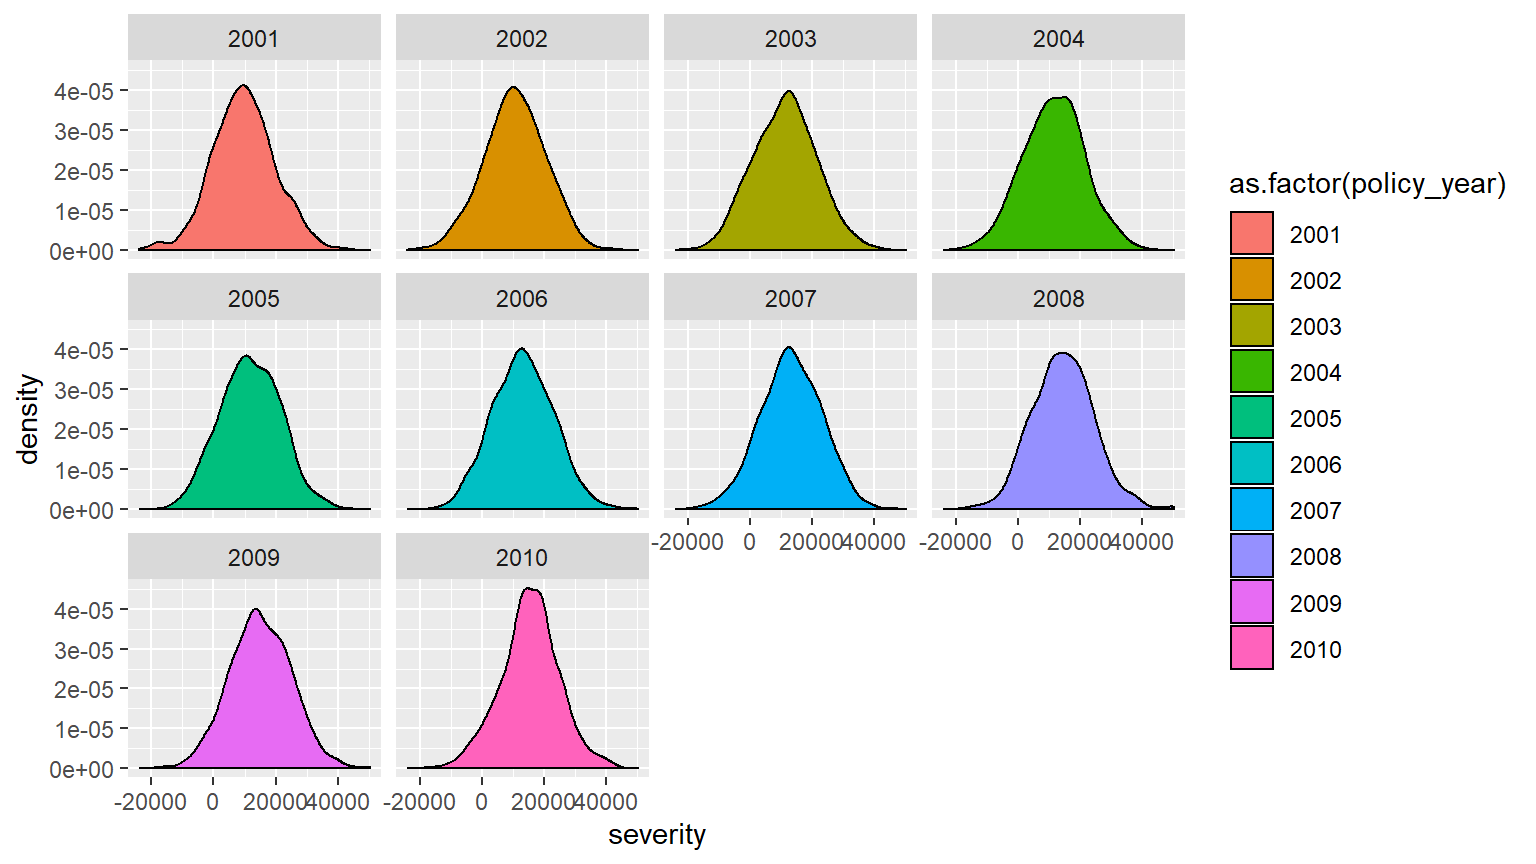 2001 2002 2003 2004
4e-05
3e-05
2e-05
1e-05
0e+00
2005 2006 2007 2008
4e-05
3e-05
2e-05
1e-05
0e+00
-20000 0 20000 40000 -20000 0 20000 40000
2009 2010
4e-05
3e-05
2e-05
1e-05
0e+00
-20000 0 20000 40000 -20000 0 20000 40000
severity
density
as.factor(policy_year)
2001
2002
2003
2004
2005
2006
2007
2008
2009
2010